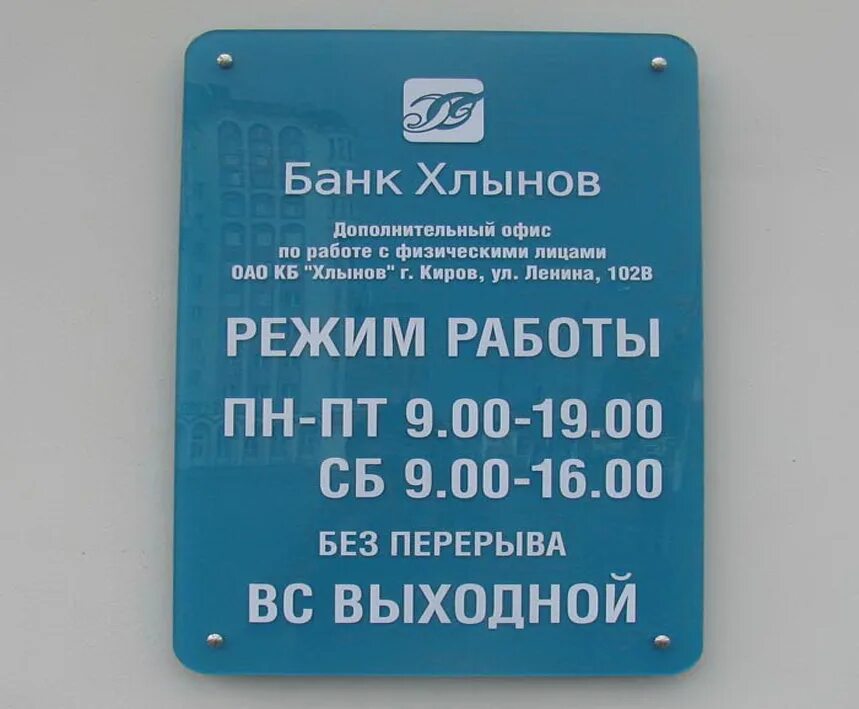 Банк Хлынов
Дополнительный офис
по работе с физическими лицами
ОАО КБ "Хлынов" г. Киров, ул. Ленина, 102В
РЕЖИМ РАБОТЫ
ПН-ПТ 9.00-19.00
СБ 9.00-16.00
БЕЗ ПЕРЕРЫВА
ВС ВЫХОДНОЙ